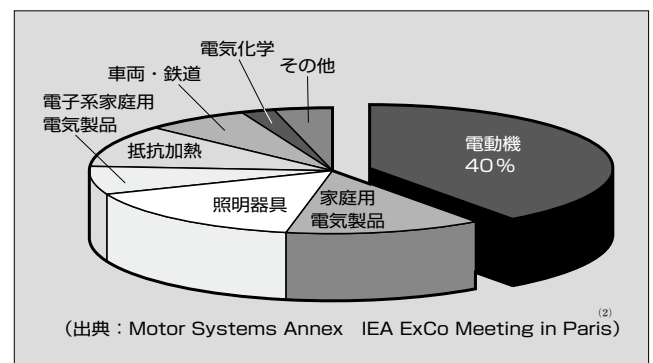 電気化学
車両・鉄道
その他
電子系家庭用
電気製品
抵抗加熱
電動機
40%
照明器具
家庭用
電気製品
(2)
（出典：Motor Systems Annex　IEA ExCo Meeting in Paris）